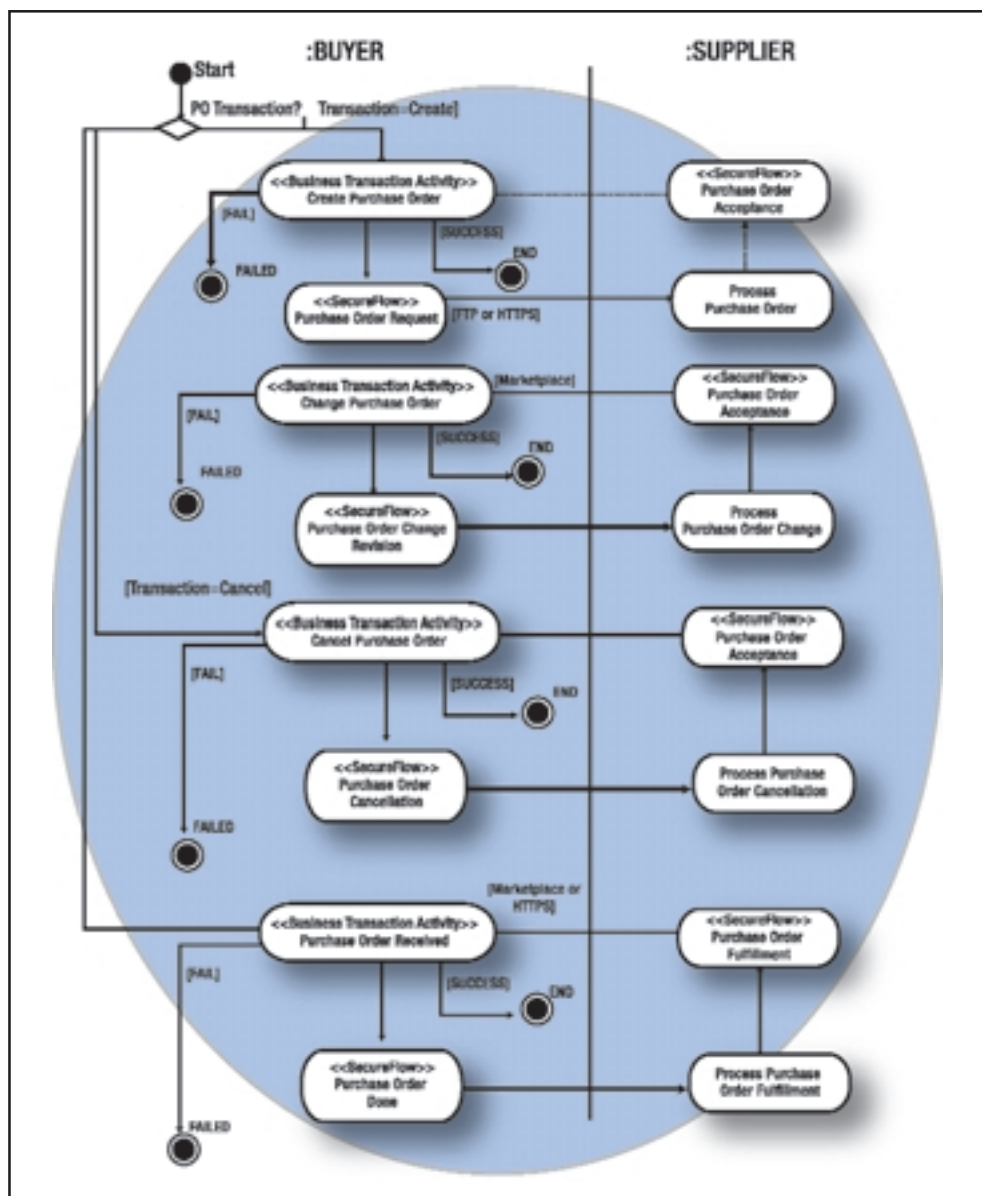 :BUYER
:SUPPLIER
Start
PO Transaction?
Transaction=Create]
<<Business Transaction Activity>>
Create Purchase Order
<<SecureFlow>>
Purchase Order
Acceptance
[FAIL]
[SUCCESS]
END
FAILED
<<SecureFlow>>
Purchase Order Request
[FTP or HTTPS]
Process
Purchase Order
<<Business Transaction Activity>>
Change Purchase Order
[Marketplace]
<<SecureFlow>>
Purchase Order
Acceptance
[FAIL]
[SUCCESS]
END
FAILED
<<SecureFlow>>
Purchase Order Change
Revision
Process
Purchase Order Change
[Transaction=Cancel]
<<Business Transaction Activity>>
Cancel Purchase Order
<<SecureFlow>>
Purchase Order
Acceptance
[FAIL]
[SUCCESS]
END
<<SecureFlow>>
Purchase Order
Cancellation
Process Purchase
Order Cancellation
FAILED
[Marketplace or
HTTPS]
<<Business Transaction Activity>>
Purchase Order Received
<<SecureFlow>>
Purchase Order
Fulfillment
[FAIL]
[SUCCESS]
END
<<SecureFlow>>
Purchase Order
Done
Process Purchase
Order Fulfillment
FAILED